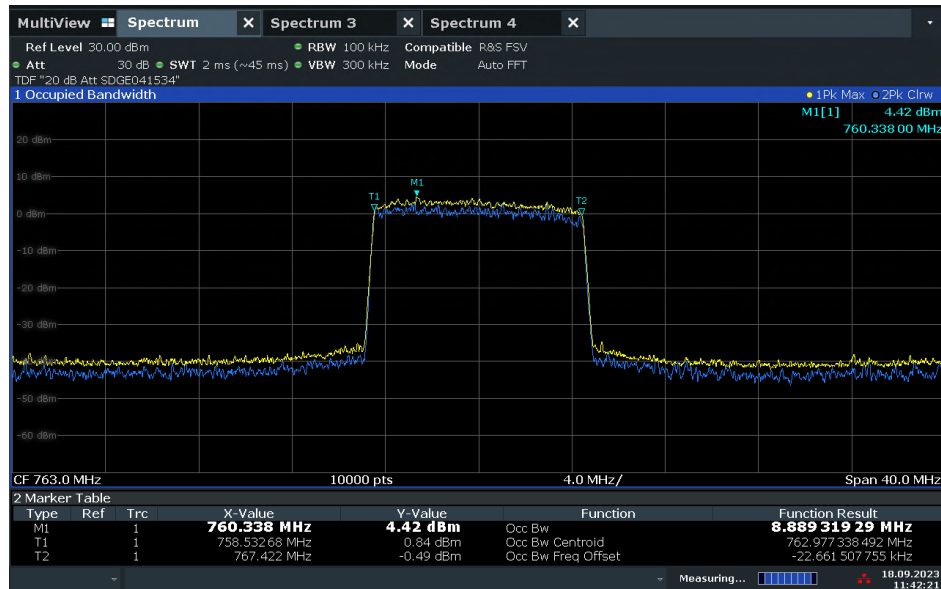 MultiView Spectrum X Spectrum 3 X Spectrum 4 X
Ref Level 30.00 dBm RBW 100 kHz Compatible R&S FSV
Att 30 dB SWT 2 ms (~45 ms) VBW 300 kHz Mode Auto FFT
TDF "20 dB Att SDGE041534"
1 Occupied Bandwidth 1Pk Max 2Pk Clrw
M1[1] 4.42 dBm
760.338 00 MHz
20 dBm
10 dBm
M1
T1
T2
0 dBm
-10 dBm
-20 dBm
-30 dBm
-50 dBm
-60 dBm
CF 763.0 MHz 10000 pts 4.0 MHz/ Span 40.0 MHz
2 Marker Table
Type Ref Trc X-Value Y-Value Function Function Result
M1 1 760.338 MHz 4.42 dBm Occ Bw 8.889 319 29 MHz
T1 1 758.53268 MHz 0.84 dBm Occ Bw Centroid 762.977 338 492 MHz
T2 1 767.422 MHz -0.49 dBm Occ Bw Freq Offset -22.661 507 755 kHz
Measuring... 18.09.2023
11:42:21